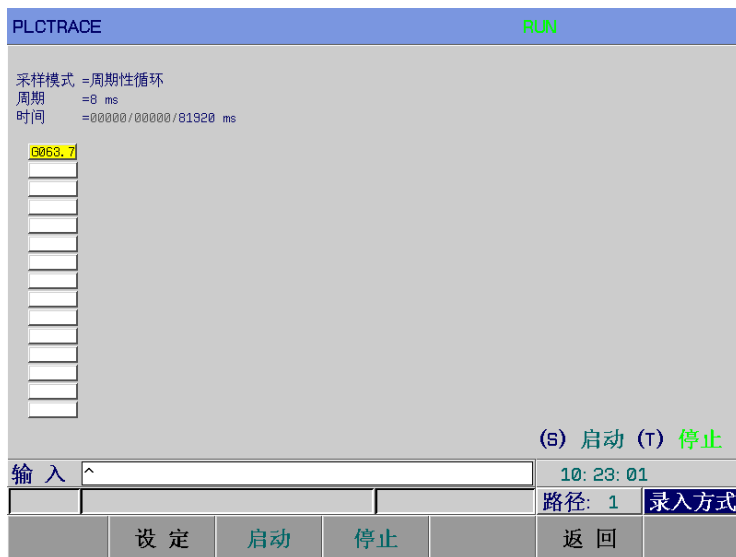 PLCTRACE RUN
采样模式 =周期性循环
周期 =8 ms
时间 =00000/00000/81920 ms
G063.7
(S) 启动 (T) 停止
输 入 ^ 10:23:01
路径: 1 录入方式
设 定 启动 停止 返 回